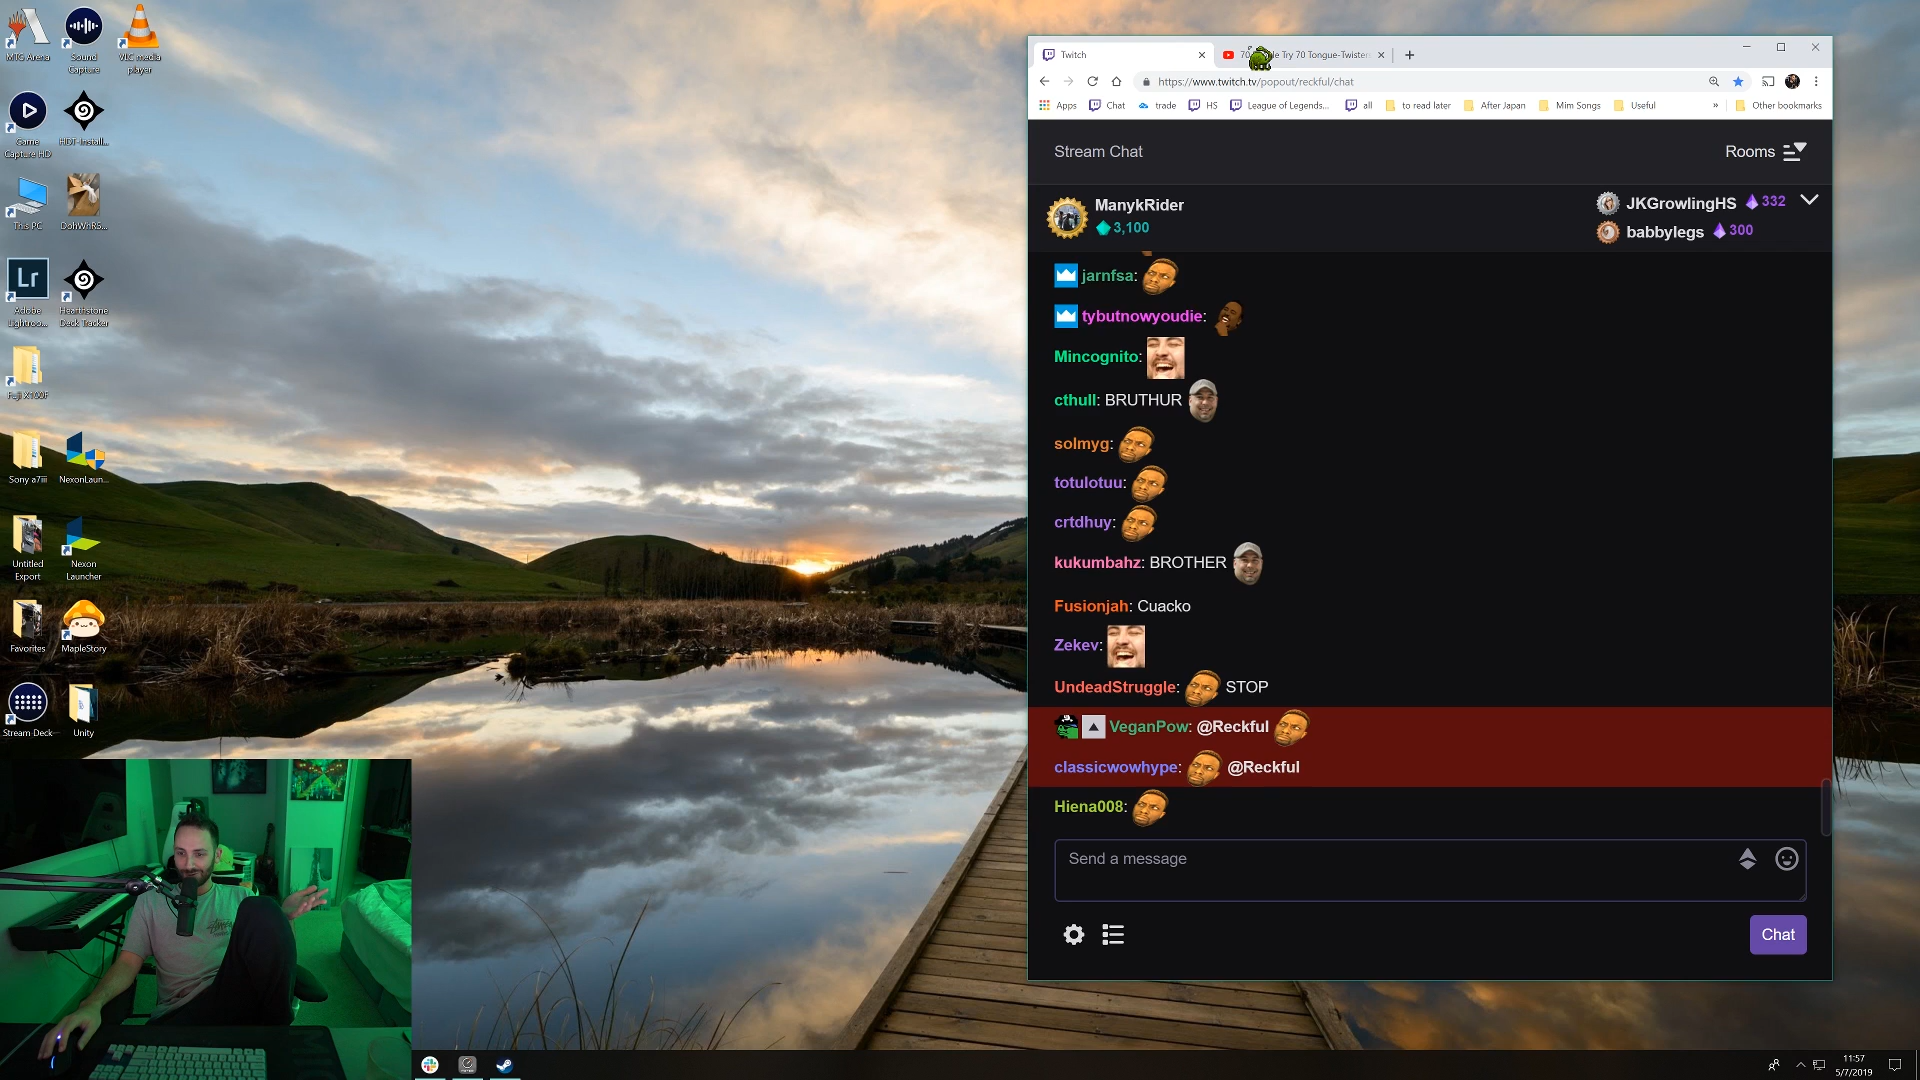 MTG Arena
Sound
Capture
VLC media
player
Game
Capture HD
HDT-Install...
This PC
DohWhRS...
Lr
Adobe
Lightroo...
Hearthstone
Deck Tracker
Fuji X100F
Sony a7iii
NexonLaun...
Untitled
Export
Nexon
Launcher
Favorites
MapleStory
Stream Deck
Unity
Twitch
Try 70 Tongue-Twister
https://www.twitch.tv/popout/reckful/chat
Apps
Chat
trade
HS
League of Legends...
all
to read later
After Japan
Mim Songs
Useful
»
Other bookmarks
Stream Chat
Rooms
ManykRider
3,100
JKGrowlingHS 332
babbylegs 300
jarnfsa:
tybutnowyoudie:
Mincognito:
cthull: BRUTHUR
solmyg:
totulotuu:
crtdhuy:
kukumbahz: BROTHER
Fusionjah: Cuacko
Zekev:
UndeadStruggle: STOP
VeganPow: @Reckful
classicwowhype: @Reckful
Hiena008:
Send a message
Chat
11:57
5/7/2019